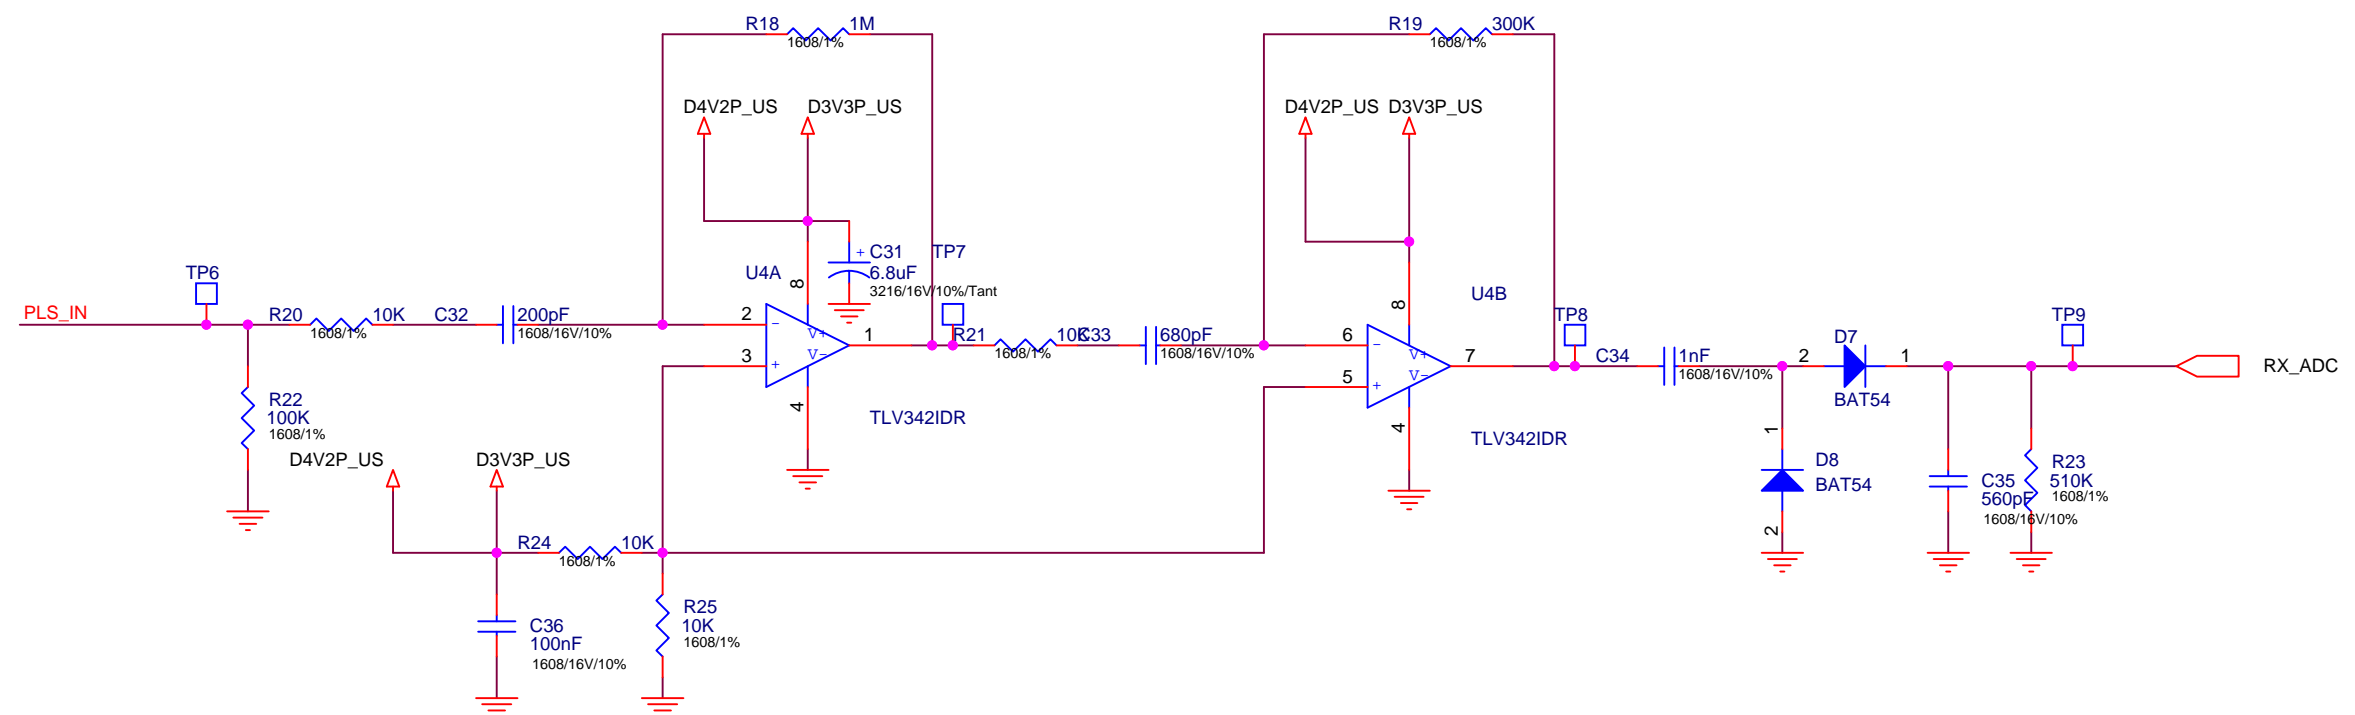 R18 1M
1608/1%
R19 300K
1608/1%
D4V2P_US D3V3P_US
D4V2P_US D3V3P_US
TP6
PLS_IN
R20 10K
1608/1%
C32 200pF
1608/16V/10%
U4A
8
+ C31
6.8uF
3216/16V/10%/Tant
TP7
2 -
3 +
V+
V-
1
4
TLV342IDR
R21 10K
1608/1%
C33 680pF
1608/16V/10%
U4B
8
6 -
5 +
V+
V-
7
4
TLV342IDR
TP8
C34 1nF
1608/16V/10%
2 D7 1
BAT54
TP9
RX_ADC
1
D8
BAT54
2
C35
560pF
1608/16V/10%
R23
510K
1608/1%
R22
100K
1608/1%
D4V2P_US D3V3P_US
R24 10K
1608/1%
C36
100nF
1608/16V/10%
R25
10K
1608/1%